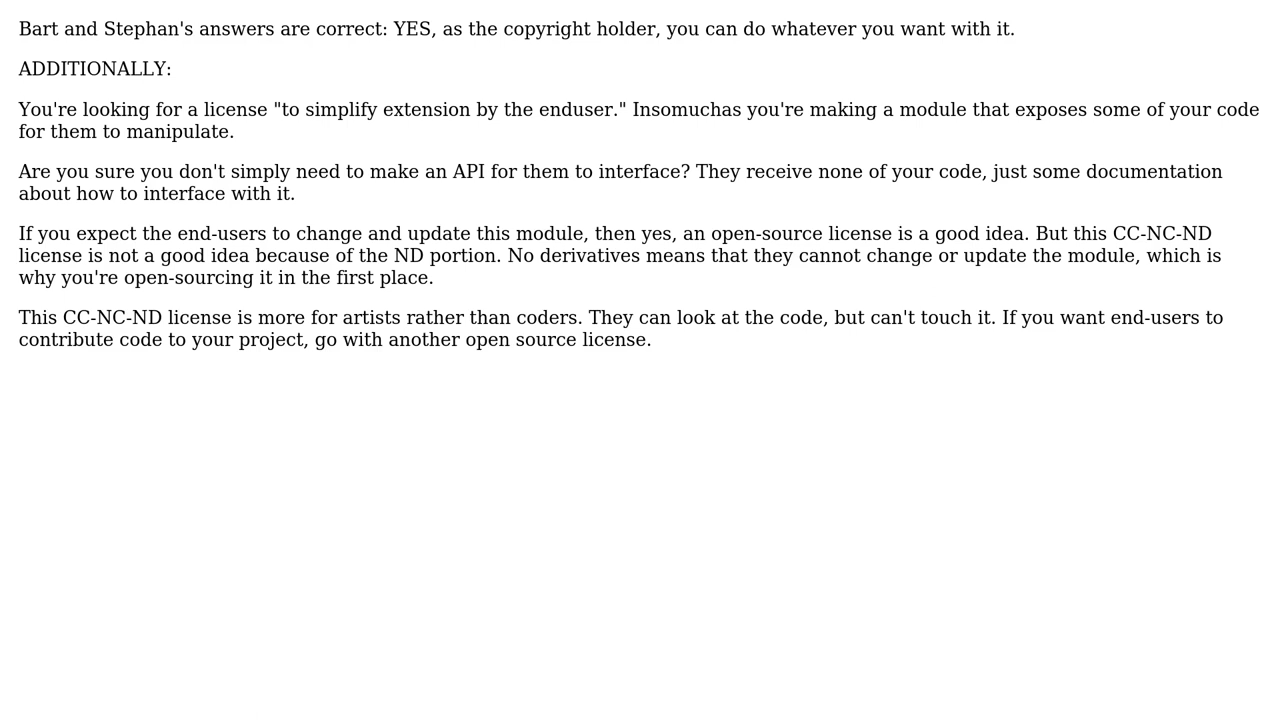 Bart and Stephan's answers are correct: YES, as the copyright holder, you can do whatever you want with it.
ADDITIONALLY:
You're looking for a license "to simplify extension by the enduser." Insomuchas you're making a module that exposes some of your code
for them to manipulate.
Are you sure you don't simply need to make an API for them to interface? They receive none of your code, just some documentation
about how to interface with it.
If you expect the end-users to change and update this module, then yes, an open-source license is a good idea. But this CC-NC-ND
license is not a good idea because of the ND portion. No derivatives means that they cannot change or update the module, which is
why you're open-sourcing it in the first place.
This CC-NC-ND license is more for artists rather than coders. They can look at the code, but can't touch it. If you want end-users to
contribute code to your project, go with another open source license.